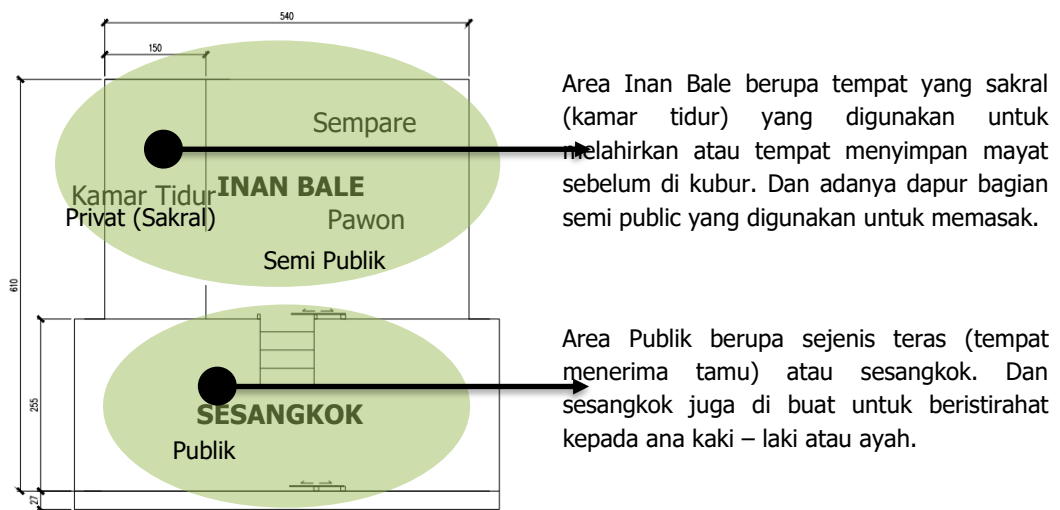 540
150
Sempare
Kamar Tidur
INAN BALE
Privat (Sakral)
Pawon
Semi Publik
610
255
27
SESANGKOK
Publik
Area Inan Bale berupa tempat yang sakral
(kamar tidur) yang digunakan untuk
melahirkan atau tempat menyimpan mayat
sebelum di kubur. Dan adanya dapur bagian
semi public yang digunakan untuk memasak.
Area Publik berupa sejenis teras (tempat
menerima tamu) atau sesangkok. Dan
sesangkok juga di buat untuk beristirahat
kepada ana kaki – laki atau ayah.